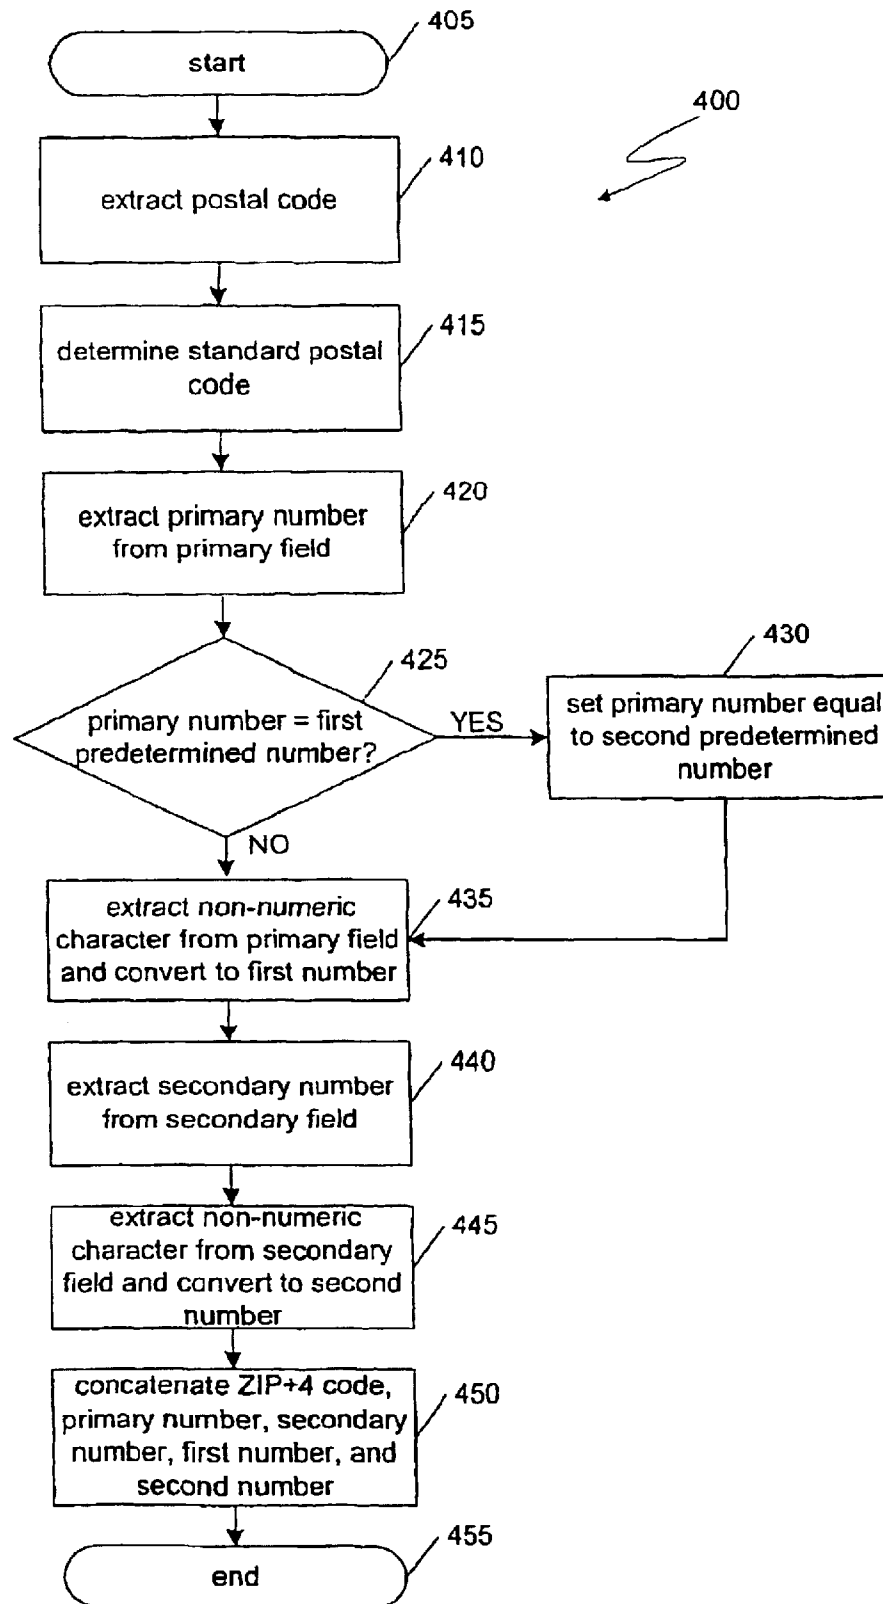 405
start
400
410
extract postal code
415
determine standard postal
code
420
extract primary number
from primary field
425
430
primary number = first
predetermined number?
YES
set primary number equal
to second predetermined
number
NO
435
extract non-numeric
character from primary field
and convert to first number
440
extract secondary number
from secondary field
445
extract non-numeric
character from secondary
field and convert to second
number
450
concatenate ZIP+4 code,
primary number, secondary
number, first number, and
second number
455
end